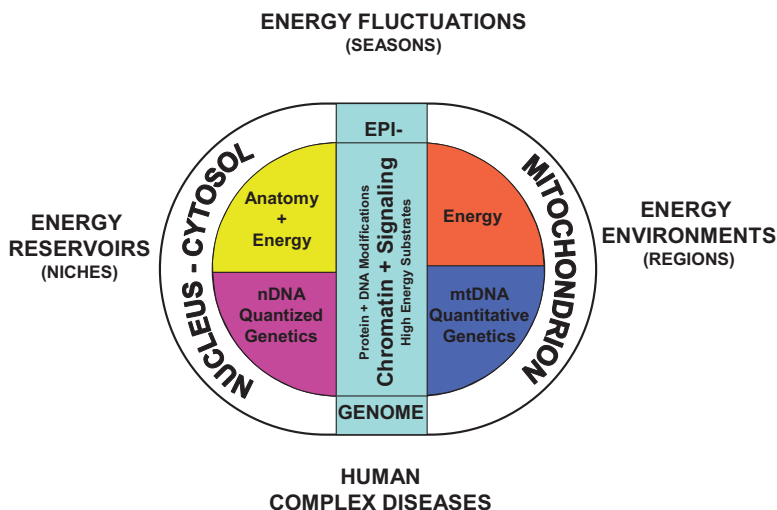 ENERGY FLUCTUATIONS
(SEASONS)
EPI-
NUCLEUS - CYTOSOL
MITOCHONDRION
Anatomy
+
Energy
Protein + DNA Modifications
Chromatin + Signaling
High Energy Substrates
Energy
ENERGY
RESERVOIRS
(NICHES)
ENERGY
ENVIRONMENTS
(REGIONS)
nDNA
Quantized
Genetics
mtDNA
Quantitative
Genetics
GENOME
HUMAN
COMPLEX DISEASES